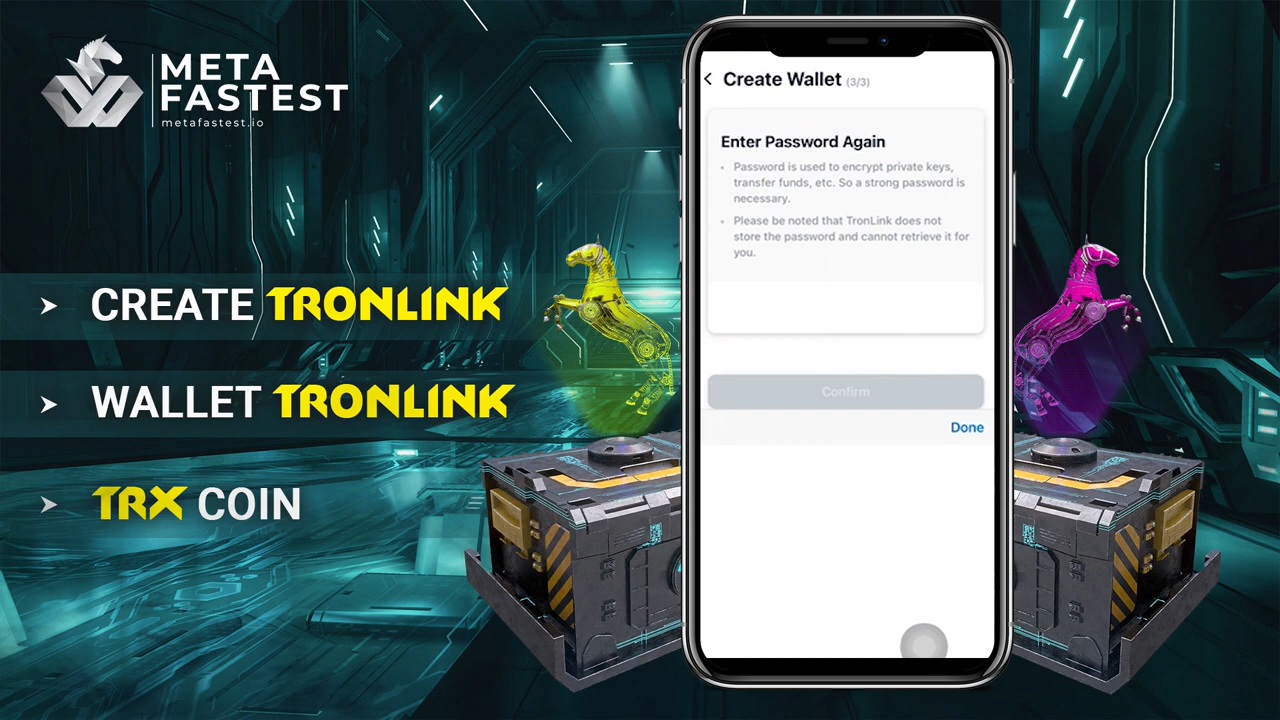 META
FASTEST
metafastest.io
CREATE TRONLINK
WALLET TRONLINK
TRX COIN
Create Wallet (3/3)
Enter Password Again
Password is used to encrypt private keys,
transfer funds, etc. So a strong password is
necessary.
Please be noted that TronLink does not
store the password and cannot retrieve it for
you.
Confirm
Done